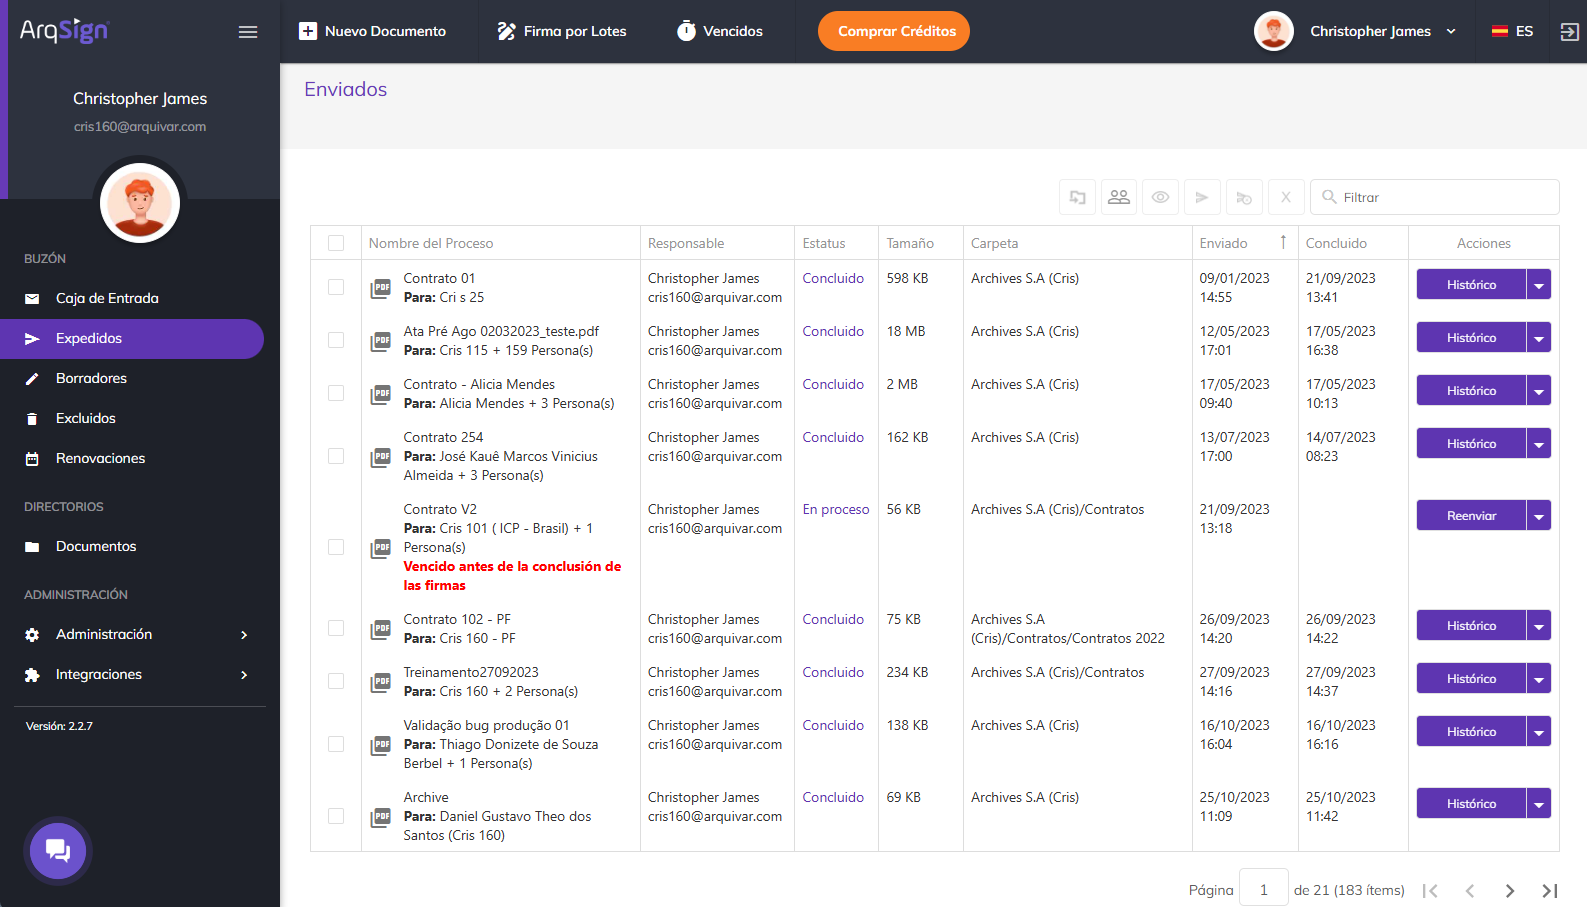 ArqSign
Nuevo Documento
Firma por Lotes
Vencidos
Comprar Créditos
Christopher James
ES
Christopher James
cris160@arquivar.com
BUZÓN
Caja de Entrada
Expedidos
Borradores
Excluidos
Renovaciones
DIRECTORIOS
Documentos
ADMINISTRACIÓN
Administración
Integraciones
Versión: 2.2.7
Enviados
X
Filtrar
Nombre del Proceso Responsable Estatus Tamaño Carpeta Enviado Concluido Acciones
PDF Contrato 01 Christopher James Concluido 598 KB Archives S.A (Cris) 09/01/2023 21/09/2023 Histórico
Para: Cri s 25 cris160@arquivar.com 14:55 13:41
PDF Ata Pré Ago 02032023_teste.pdf Christopher James Concluido 18 MB Archives S.A (Cris) 12/05/2023 17/05/2023 Histórico
Para: Cris 115 + 159 Persona(s) cris160@arquivar.com 17:01 16:38
PDF Contrato - Alicia Mendes Christopher James Concluido 2 MB Archives S.A (Cris) 17/05/2023 17/05/2023 Histórico
Para: Alicia Mendes + 3 Persona(s) cris160@arquivar.com 09:40 10:13
PDF Contrato 254 Christopher James Concluido 162 KB Archives S.A (Cris) 13/07/2023 14/07/2023 Histórico
Para: José Kauê Marcos Vinicius cris160@arquivar.com 17:00 08:23
Almeida + 3 Persona(s)
PDF Contrato V2 Christopher James En proceso 56 KB Archives S.A (Cris)/Contratos 21/09/2023 Reenviar
Para: Cris 101 ( ICP - Brasil) + 1 cris160@arquivar.com 13:18
Persona(s)
Vencido antes de la conclusión de
las firmas
PDF Contrato 102 - PF Christopher James Concluido 75 KB Archives S.A 26/09/2023 26/09/2023 Histórico
Para: Cris 160 - PF cris160@arquivar.com (Cris)/Contratos/Contratos 2022 14:20 14:22
PDF Treinamento27092023 Christopher James Concluido 234 KB Archives S.A (Cris)/Contratos 27/09/2023 27/09/2023 Histórico
Para: Cris 160 + 2 Persona(s) cris160@arquivar.com 14:16 14:37
PDF Validação bug produção 01 Christopher James Concluido 138 KB Archives S.A (Cris) 16/10/2023 16/10/2023 Histórico
Para: Thiago Donizete de Souza cris160@arquivar.com 16:04 16:16
Berbel + 1 Persona(s)
PDF Archive Christopher James Concluido 69 KB Archives S.A (Cris) 25/10/2023 25/10/2023 Histórico
Para: Daniel Gustavo Theo dos cris160@arquivar.com 11:09 11:42
Santos (Cris 160)
Página 1 de 21 (183 ítems)